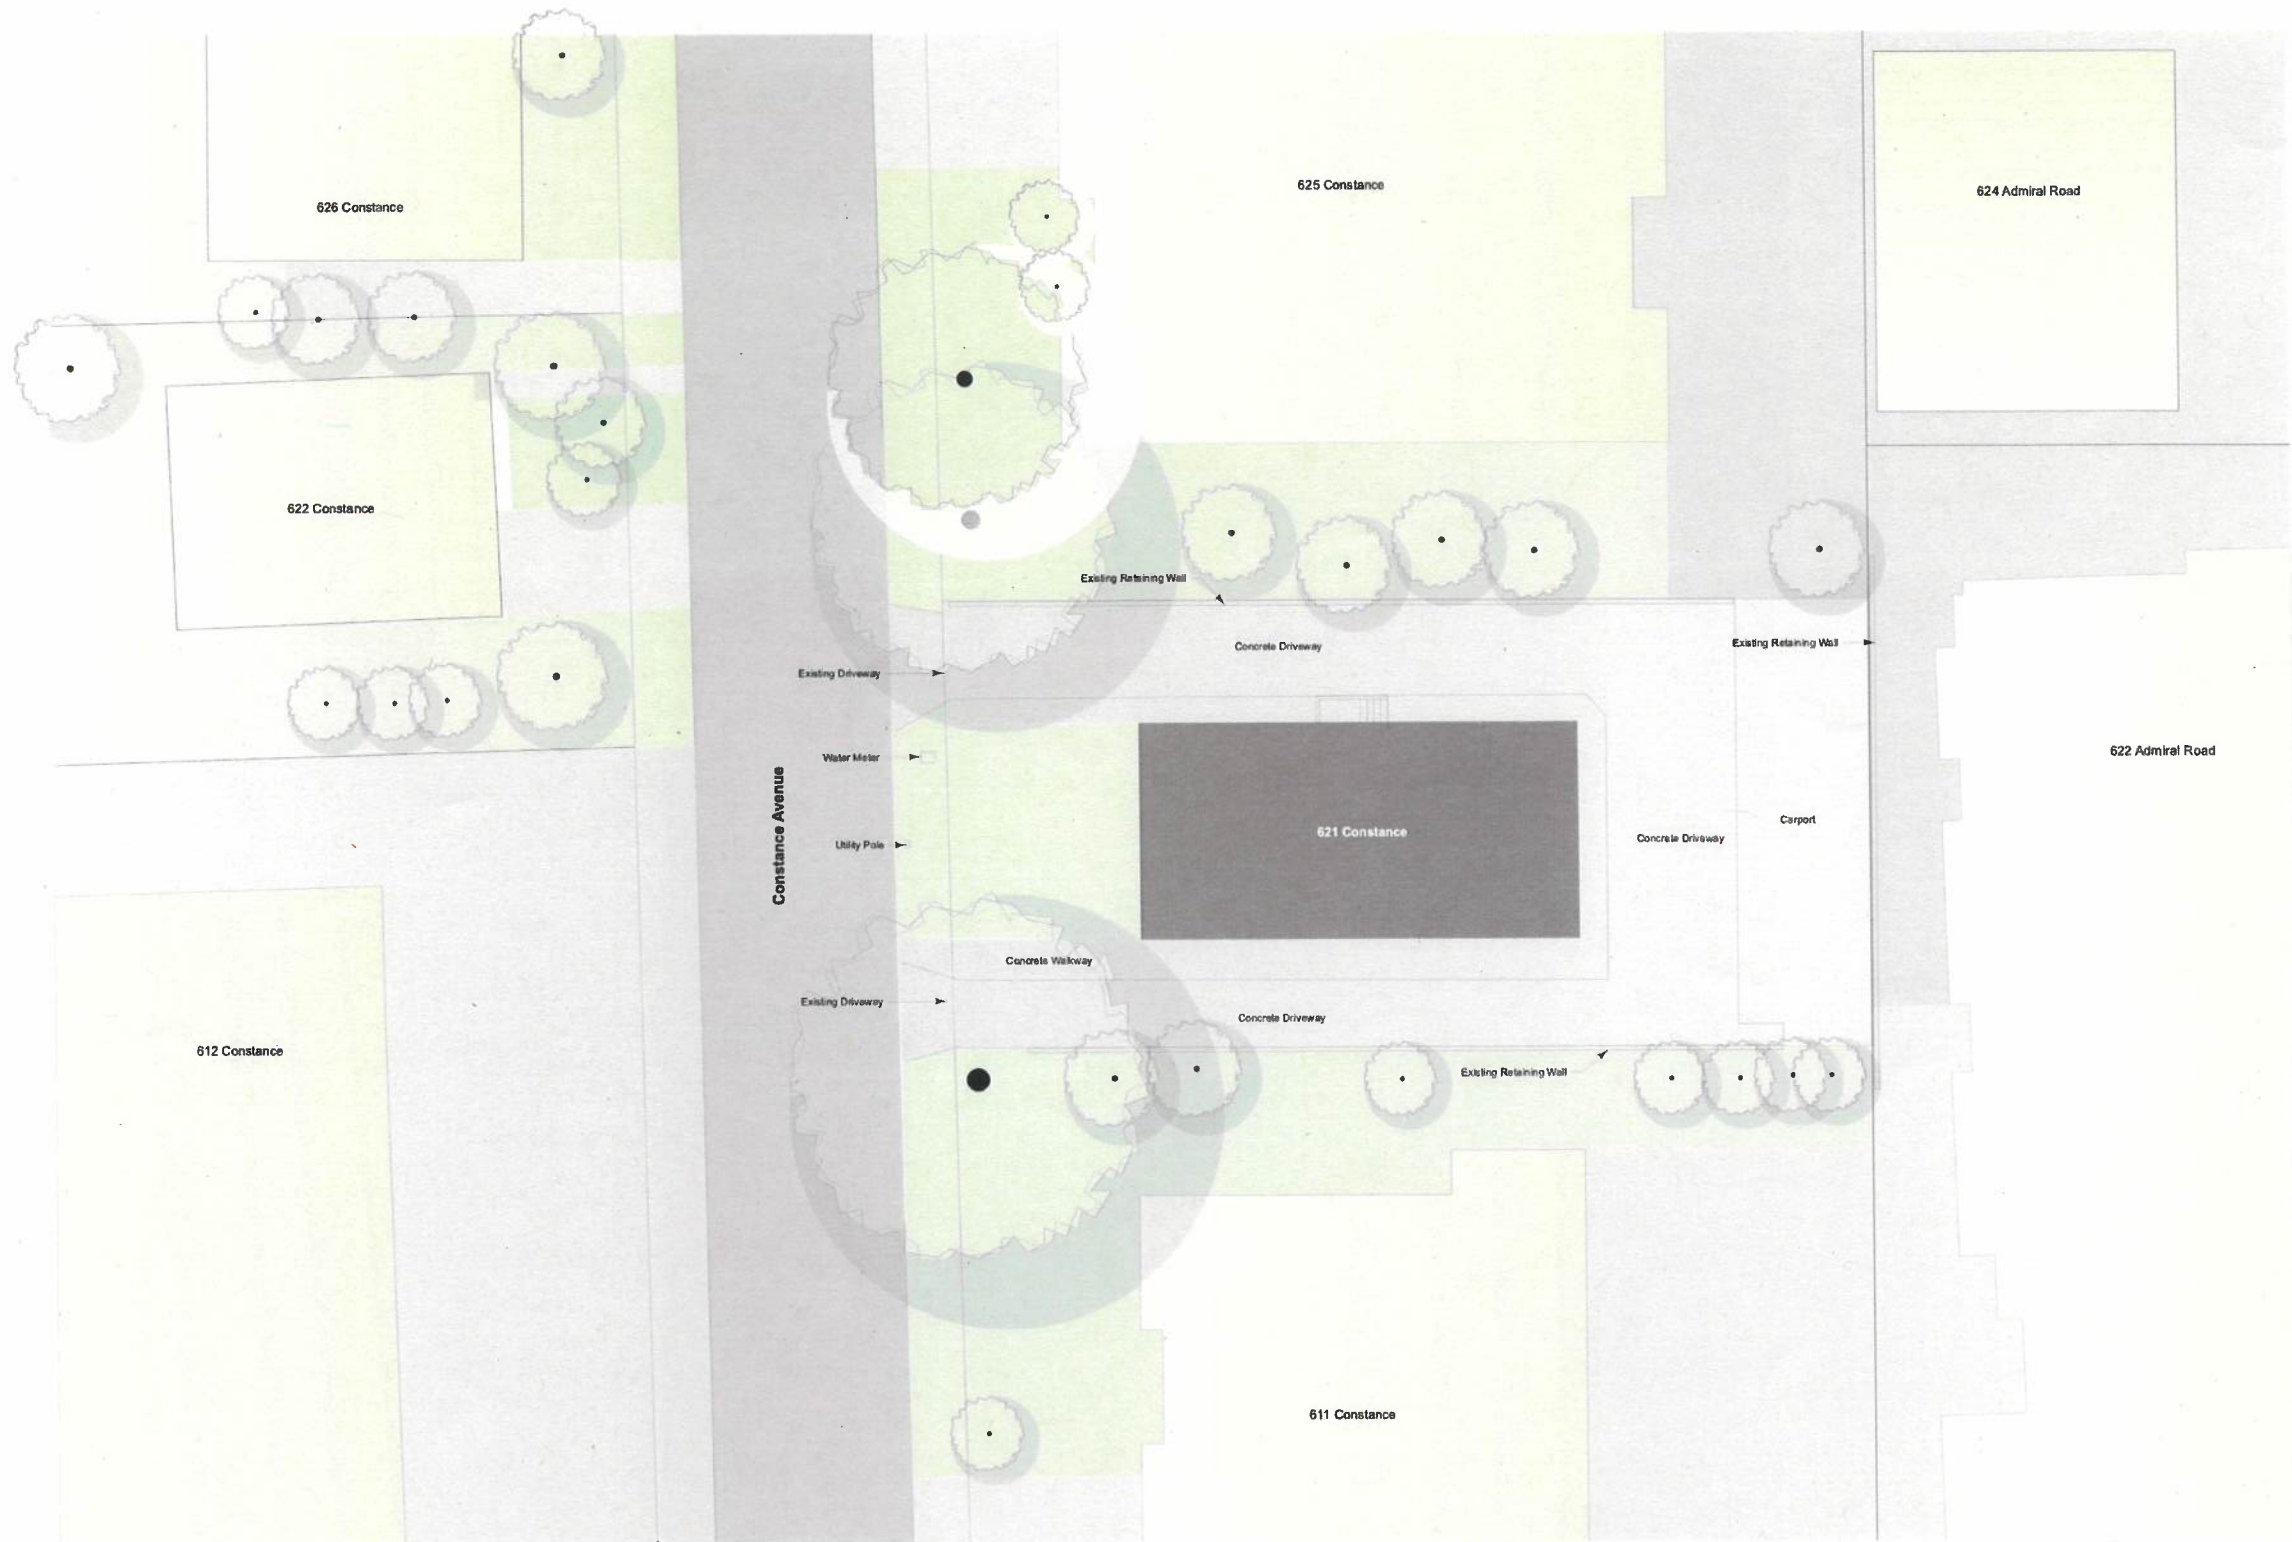 625 Constance
624 Admiral Road
626 Constance
622 Constance
Existing Retaining Wall
Concrete Driveway
Existing Retaining Wall
Existing Driveway
Water Meter
622 Admiral Road
Constance Avenue
Utility Pole
621 Constance
Concrete Driveway
Carport
Concrete Walkway
Existing Driveway
Concrete Driveway
612 Constance
Existing Retaining Wall
611 Constance